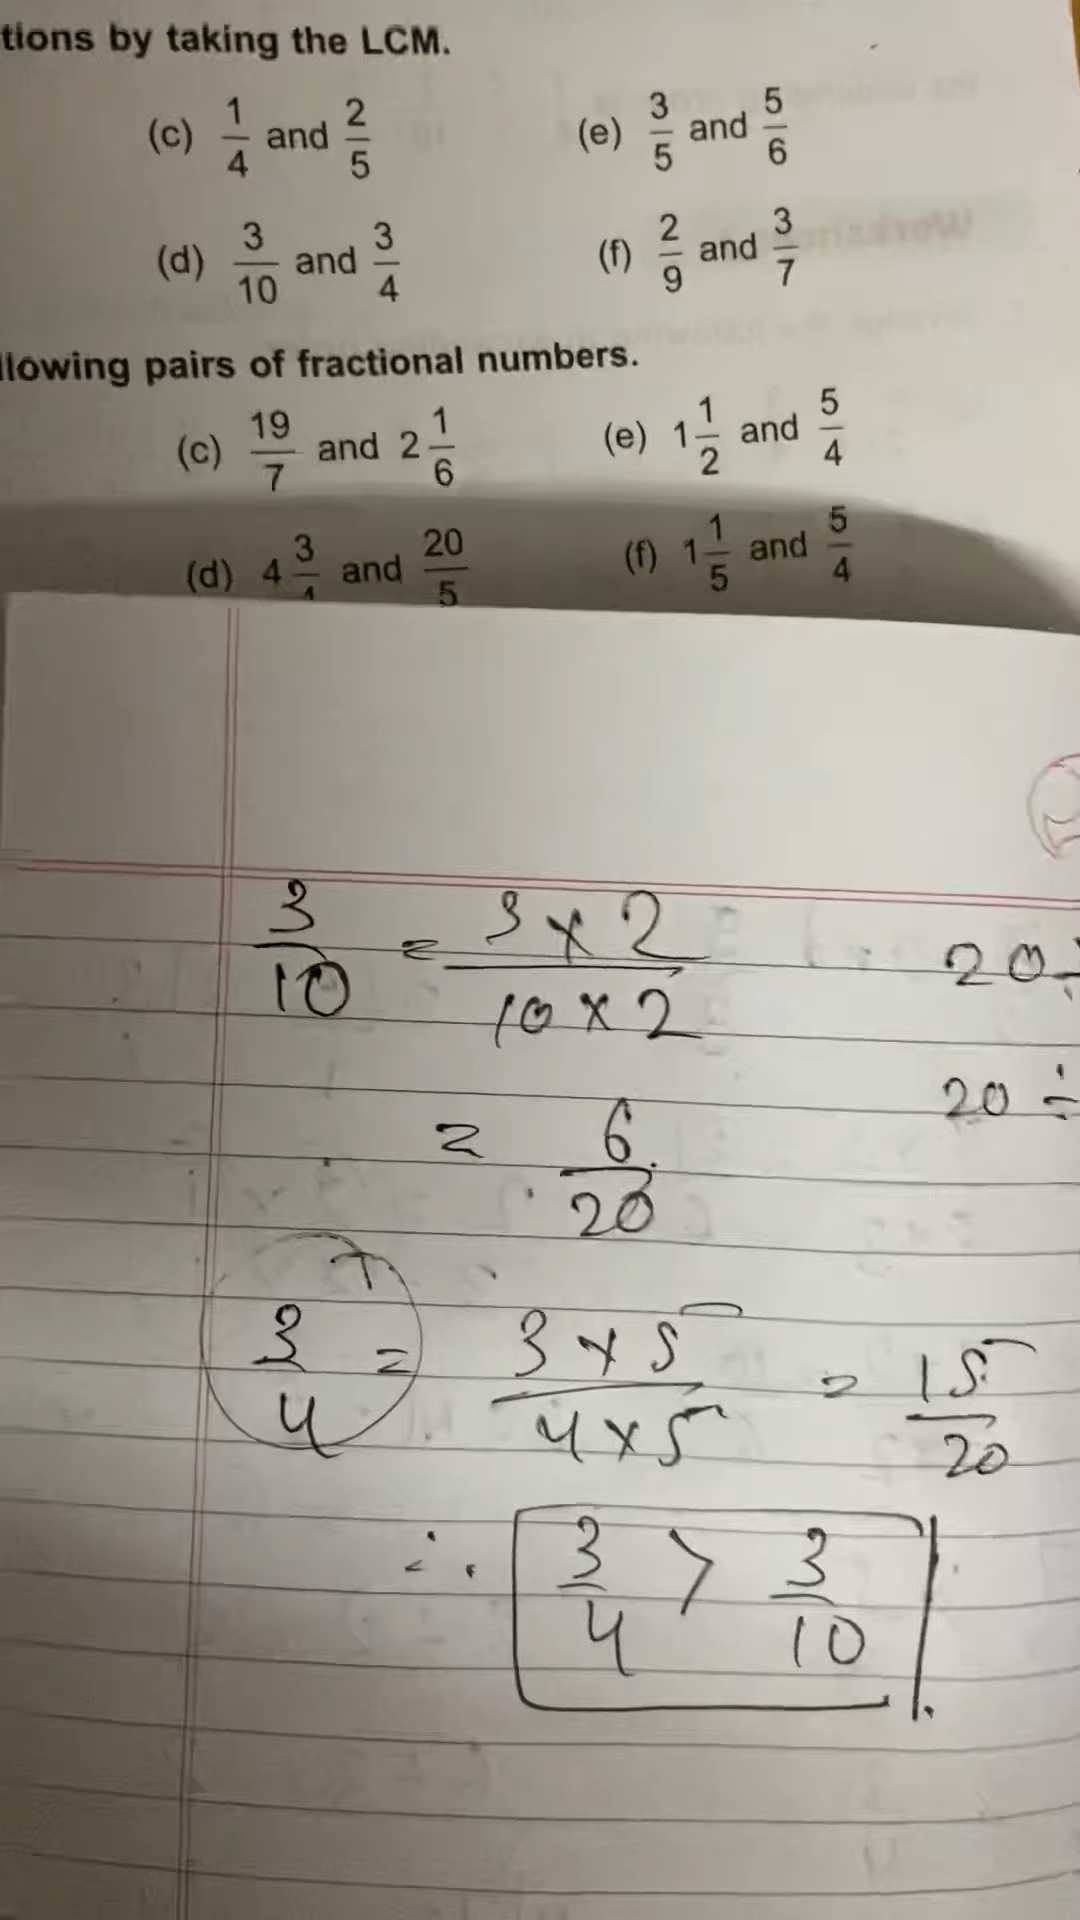 tions by taking the LCM.
(c) 1/4 and 2/5 (e) 3/5 and 5/6
(d) 3/10 and 3/4 (f) 2/9 and 3/7
llowing pairs of fractional numbers.
(c) 19/7 and 2 1/6 (e) 1 1/2 and 5/4
(d) 4 3/4 and 20/5 (f) 1 1/5 and 5/4
3/10 = 3 × 2/10 × 2 20 ÷
= 6/20 20 ÷
3/4 = 3 × 5/4 × 5 = 15/20
∴ 3/4 > 3/10